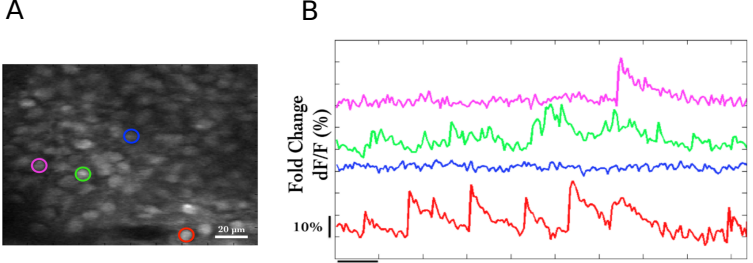 A
B
20 μm
Fold Change
dF/F (%)
10%